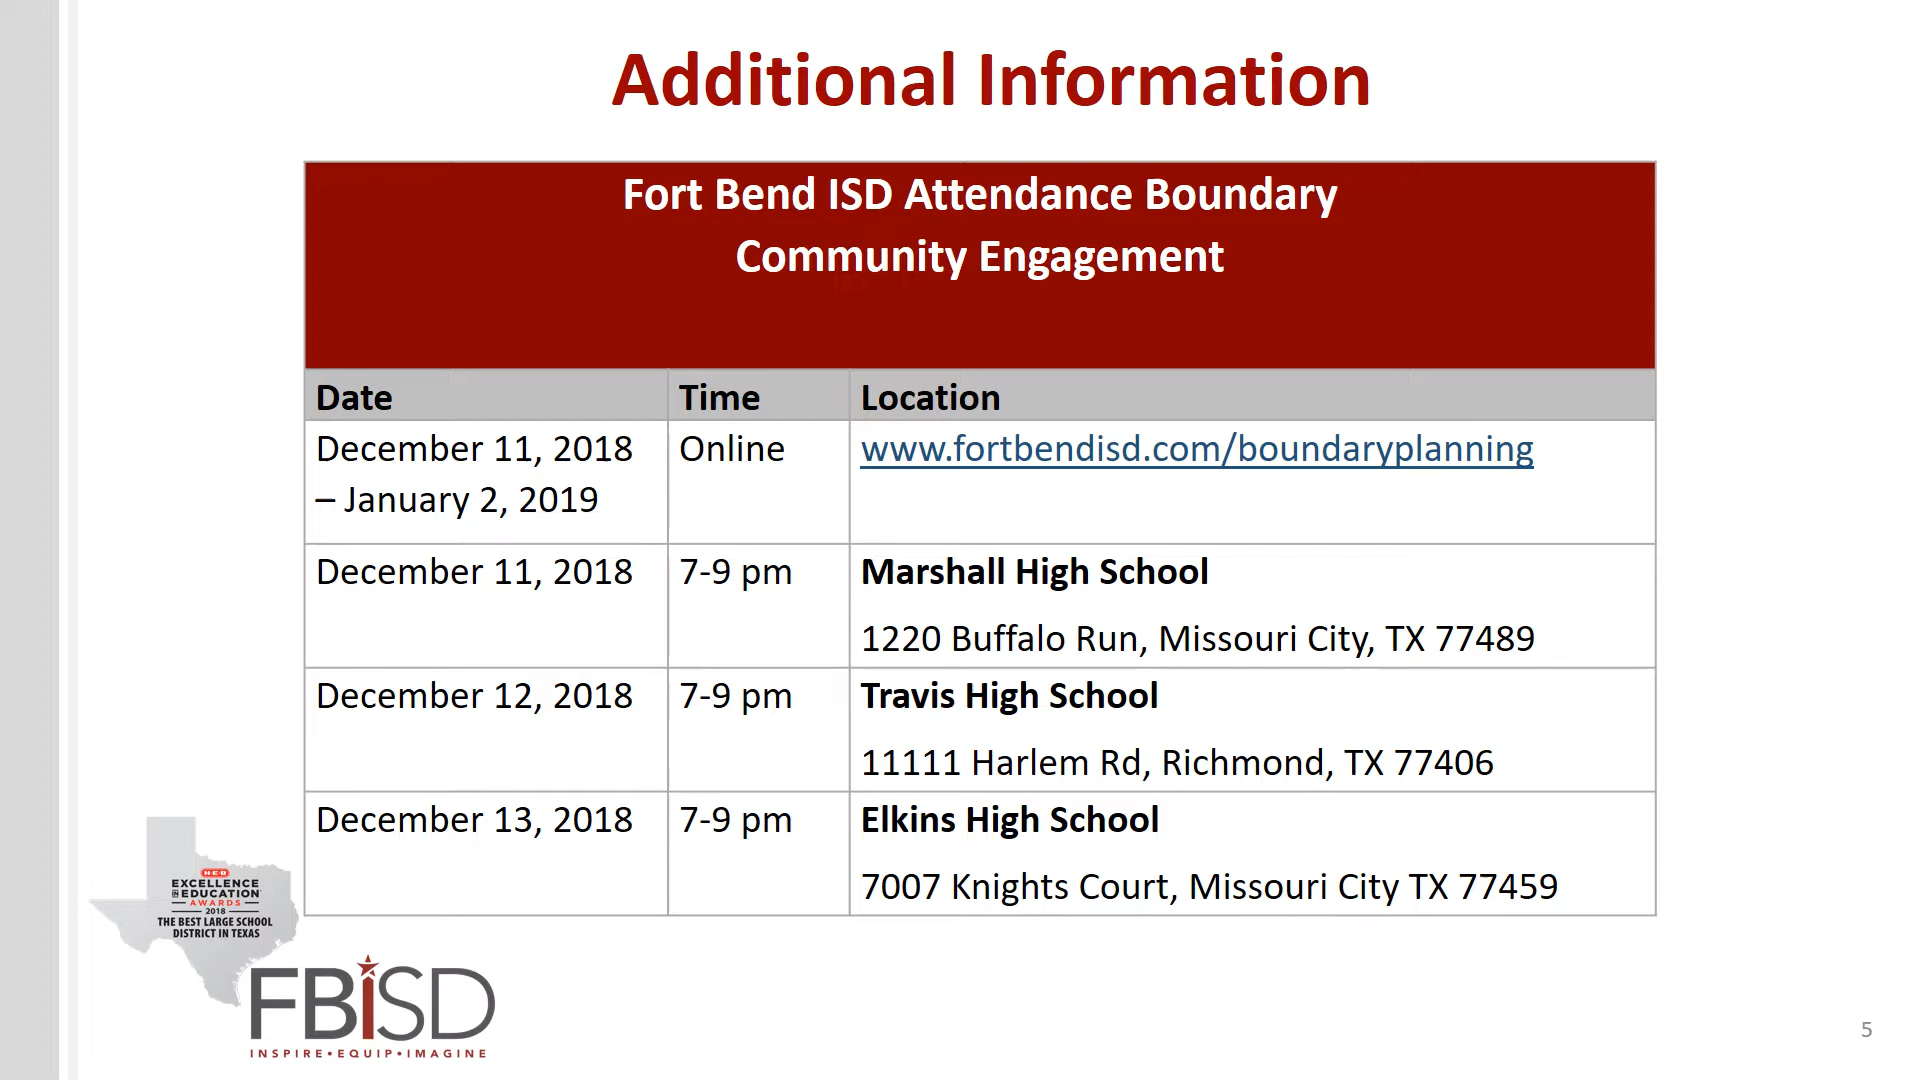 Additional Information
Fort Bend ISD Attendance Boundary
Community Engagement
Date Time Location
December 11, 2018 Online www.fortbendisd.com/boundaryplanning
– January 2, 2019
December 11, 2018 7-9 pm Marshall High School
1220 Buffalo Run, Missouri City, TX 77489
December 12, 2018 7-9 pm Travis High School
11111 Harlem Rd, Richmond, TX 77406
December 13, 2018 7-9 pm Elkins High School
7007 Knights Court, Missouri City TX 77459
H-E-B
EXCELLENCE
IN EDUCATION
AWARDS
2018
THE BEST LARGE SCHOOL
DISTRICT IN TEXAS
FBiSD
INSPIRE•EQUIP•IMAGINE
5